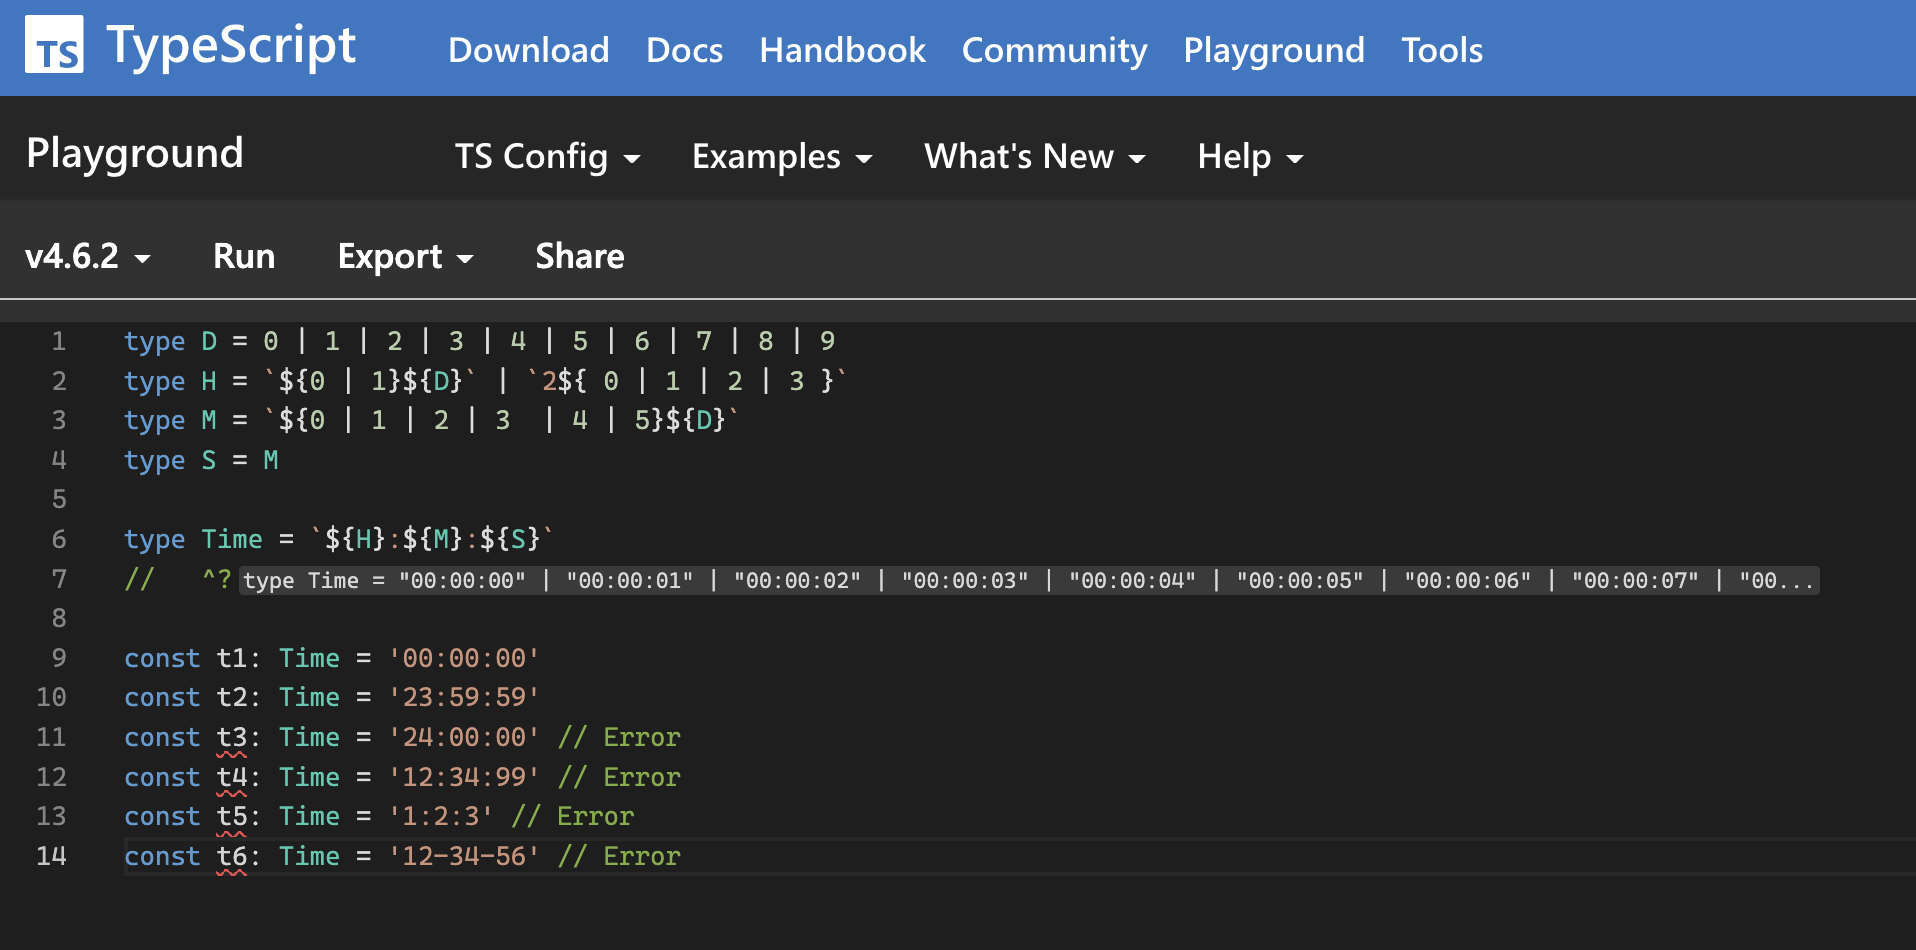 TS TypeScript Download Docs Handbook Community Playground Tools
Playground TS Config Examples What's New Help
v4.6.2 Run Export Share
1 type D = 0 | 1 | 2 | 3 | 4 | 5 | 6 | 7 | 8 | 9
2 type H = `${0 | 1}${D}` | `2${ 0 | 1 | 2 | 3 }`
3 type M = `${0 | 1 | 2 | 3  | 4 | 5}${D}`
4 type S = M
5
6 type Time = `${H}:${M}:${S}`
7 //   ^? type Time = "00:00:00" | "00:00:01" | "00:00:02" | "00:00:03" | "00:00:04" | "00:00:05" | "00:00:06" | "00:00:07" | "00...
8
9 const t1: Time = '00:00:00'
10 const t2: Time = '23:59:59'
11 const t3: Time = '24:00:00' // Error
12 const t4: Time = '12:34:99' // Error
13 const t5: Time = '1:2:3' // Error
14 const t6: Time = '12-34-56' // Error